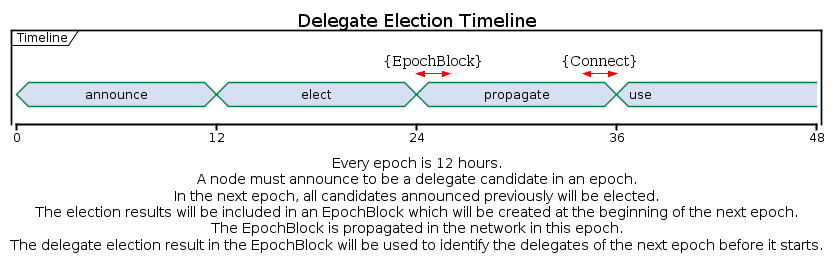 Delegate Election Timeline
Timeline
{EpochBlock} {Connect}
announce elect propagate use
0 12 24 36 48
Every epoch is 12 hours.
A node must announce to be a delegate candidate in an epoch.
In the next epoch, all candidates announced previously will be elected.
The election results will be included in an EpochBlock which will be created at the beginning of the next epoch.
The EpochBlock is propagated in the network in this epoch.
The delegate election result in the EpochBlock will be used to identify the delegates of the next epoch before it starts.